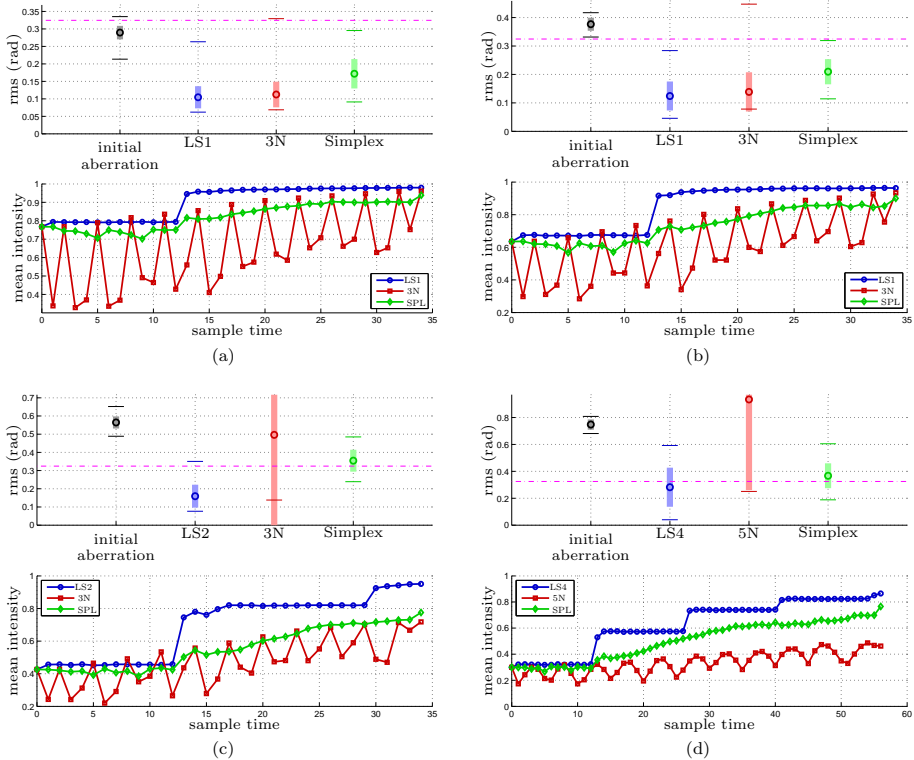 0.35
0.3
0.25
0.2
0.15
0.1
0.05
0
rms (rad)
initial
aberration
LS1
3N
Simplex
1
0.9
0.8
0.7
0.6
0.5
0.4
mean intensity
LS1
3N
SPL
0 5 10 15 20 25 30 35
sample time
(a)
0.4
0.3
0.2
0.1
0
rms (rad)
initial
aberration
LS1
3N
Simplex
1
0.8
0.6
0.4
0.2
mean intensity
LS1
3N
SPL
0 5 10 15 20 25 30 35
sample time
(b)
0.7
0.6
0.5
0.4
0.3
0.2
0.1
0
rms (rad)
initial
aberration
LS2
3N
Simplex
1
0.8
0.6
0.4
0.2
mean intensity
LS2
3N
SPL
0 5 10 15 20 25 30 35
sample time
(c)
0.8
0.6
0.4
0.2
0
rms (rad)
initial
aberration
LS4
5N
Simplex
1
0.8
0.6
0.4
0.2
0
mean intensity
LS4
5N
SPL
0 10 20 30 40 50 60
sample time
(d)